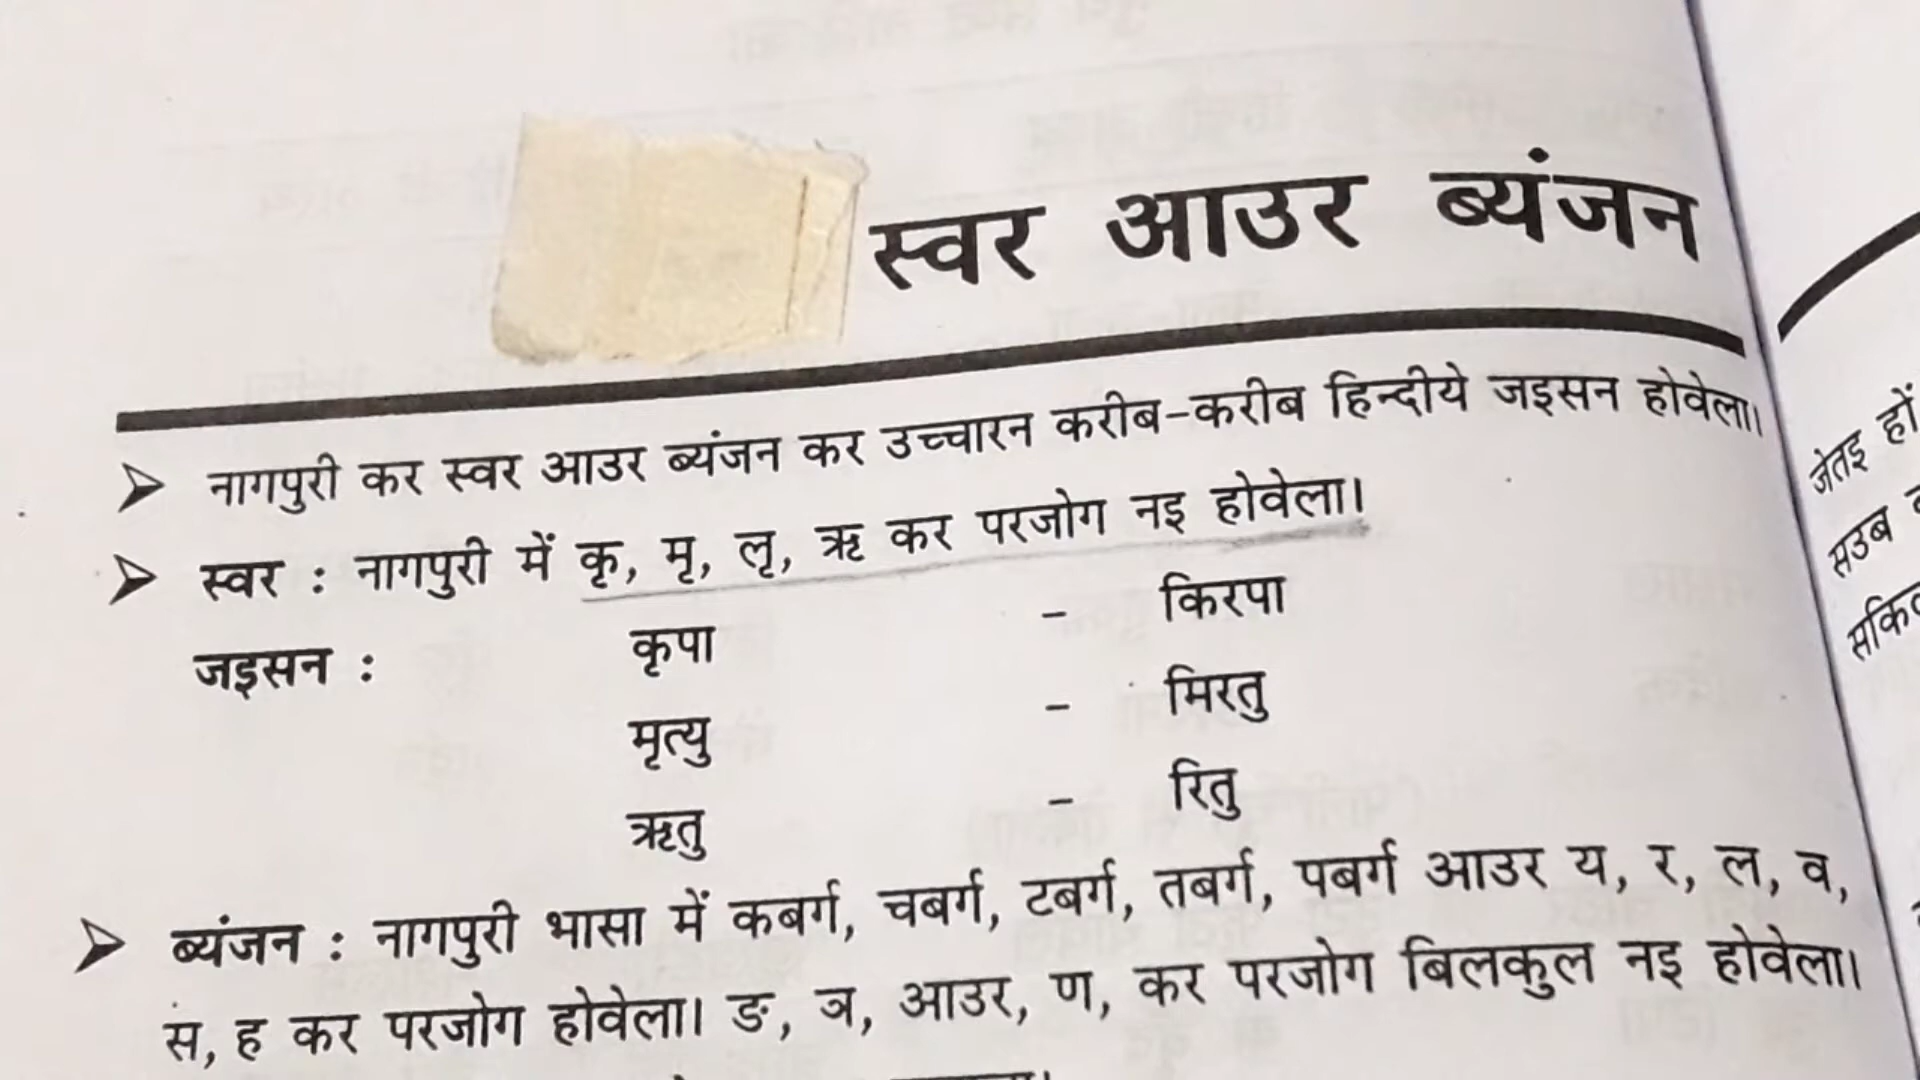 स्वर आउर ब्यंजन
नागपुरी कर स्वर आउर ब्यंजन कर उच्चारन करीब-करीब हिन्दीये जइसन होवेला।
स्वर : नागपुरी में कृ, मृ, लृ, ऋ कर परजोग नइ होवेला।
जइसन : कृपा - किरपा
मृत्यु - मिरतु
ऋतु - रितु
ब्यंजन : नागपुरी भासा में कबर्ग, चबर्ग, टबर्ग, तबर्ग, पबर्ग आउर य, र, ल, व,
स, ह कर परजोग होवेला। ङ, ञ, आउर, ण, कर परजोग बिलकुल नइ होवेला।
जेतइ
सउब